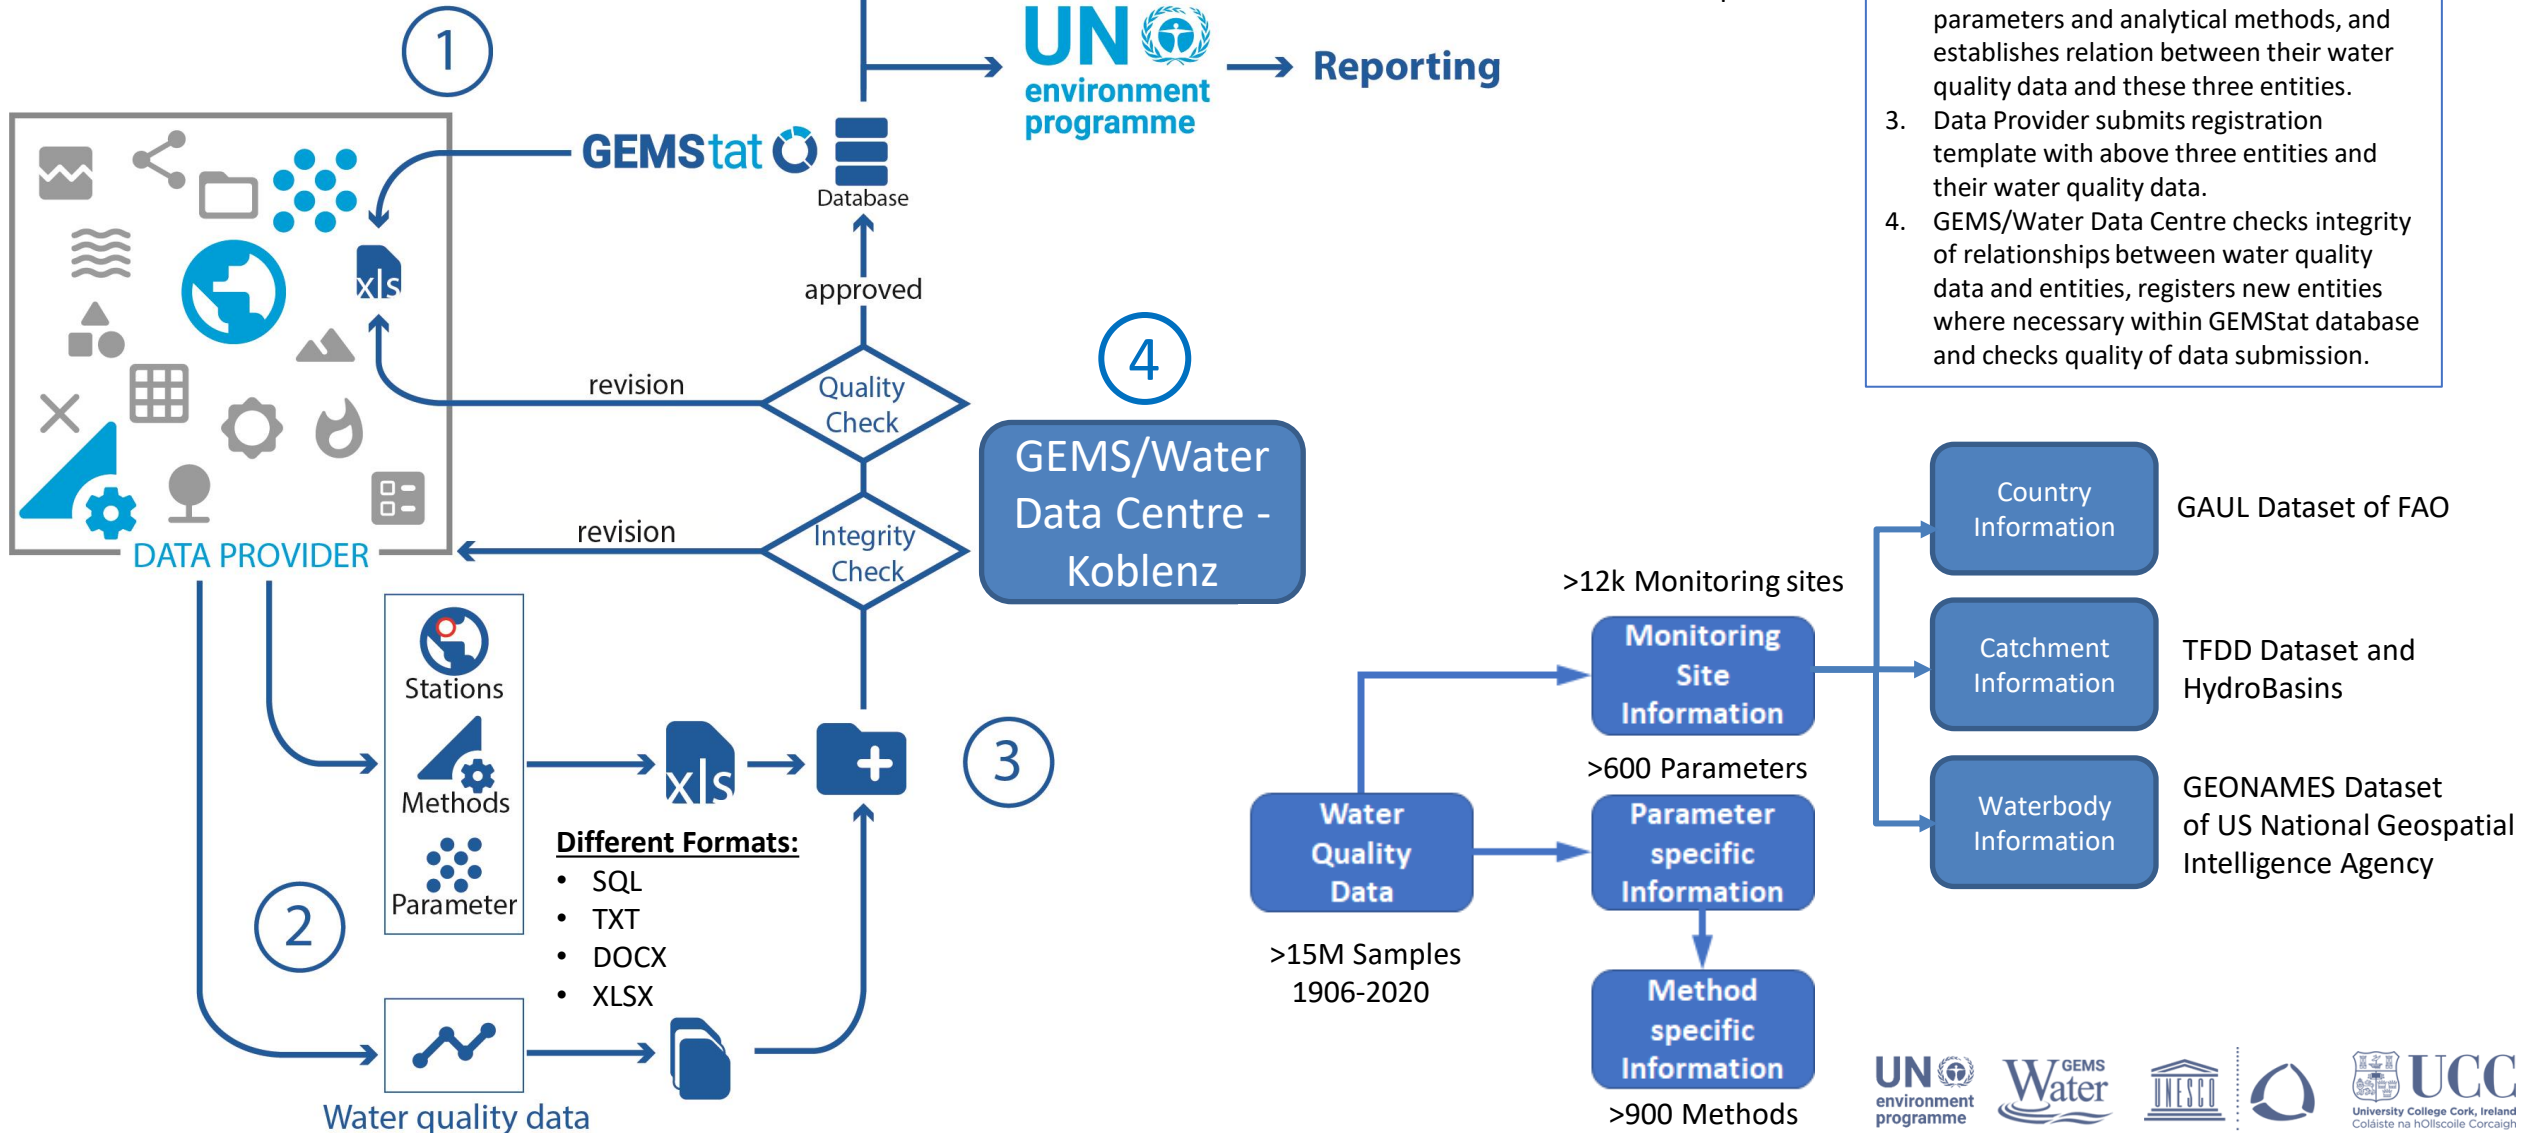 1
UN
environment
programme
Reporting
GEMStat
Database
xls
approved
revision
Quality
Check
4
GEMS/Water
Data Centre -
Koblenz
revision
Integrity
Check
DATA PROVIDER
Stations
Methods
Parameter
xls
3
2
Different Formats:
• SQL
• TXT
• DOCX
• XLSX
Water quality data
parameters and analytical methods, and
establishes relation between their water
quality data and these three entities.
3. Data Provider submits registration
template with above three entities and
their water quality data.
4. GEMS/Water Data Centre checks integrity
of relationships between water quality
data and entities, registers new entities
where necessary within GEMStat database
and checks quality of data submission.
Country
Information
GAUL Dataset of FAO
>12k Monitoring sites
Monitoring
Site
Information
Catchment
Information
TFDD Dataset and
HydroBasins
>600 Parameters
Water
Quality
Data
Parameter
specific
Information
Waterbody
Information
GEONAMES Dataset
of US National Geospatial
Intelligence Agency
>15M Samples
1906-2020
Method
specific
Information
>900 Methods
UN
environment
programme
GEMS
Water
UNESCO
UCC
University College Cork, Ireland
Coláiste na hOllscoile Corcaigh